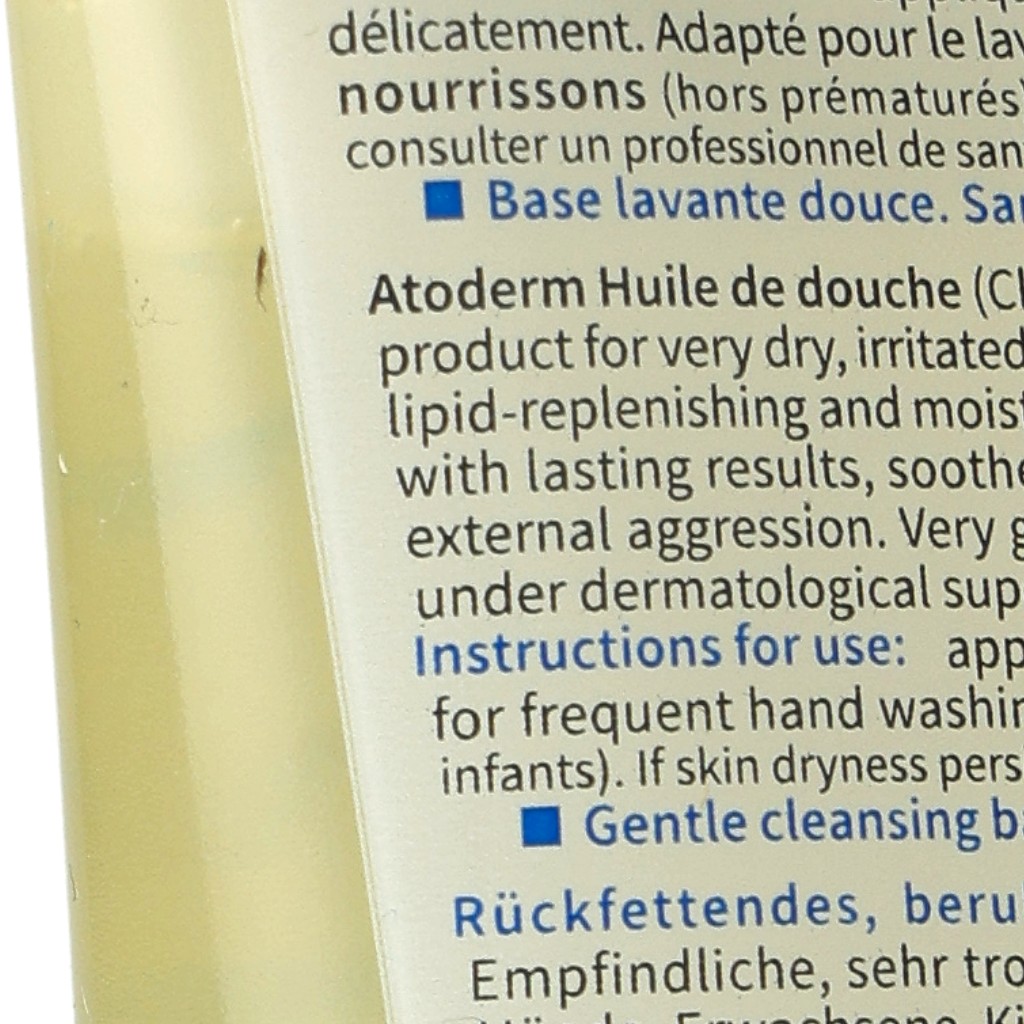 délicatement. Adapté pour le lav
nourrissons (hors prématurés)
consulter un professionnel de san
Base lavante douce. Sa
Atoderm Huile de douche (C
product for very dry, irritated
lipid-replenishing and moist
with lasting results, soothe
external aggression. Very g
under dermatological sup
Instructions for use: app
for frequent hand washin
infants). If skin dryness pers
Gentle cleansing b
Rückfettendes, beru
Empfindliche, sehr tro